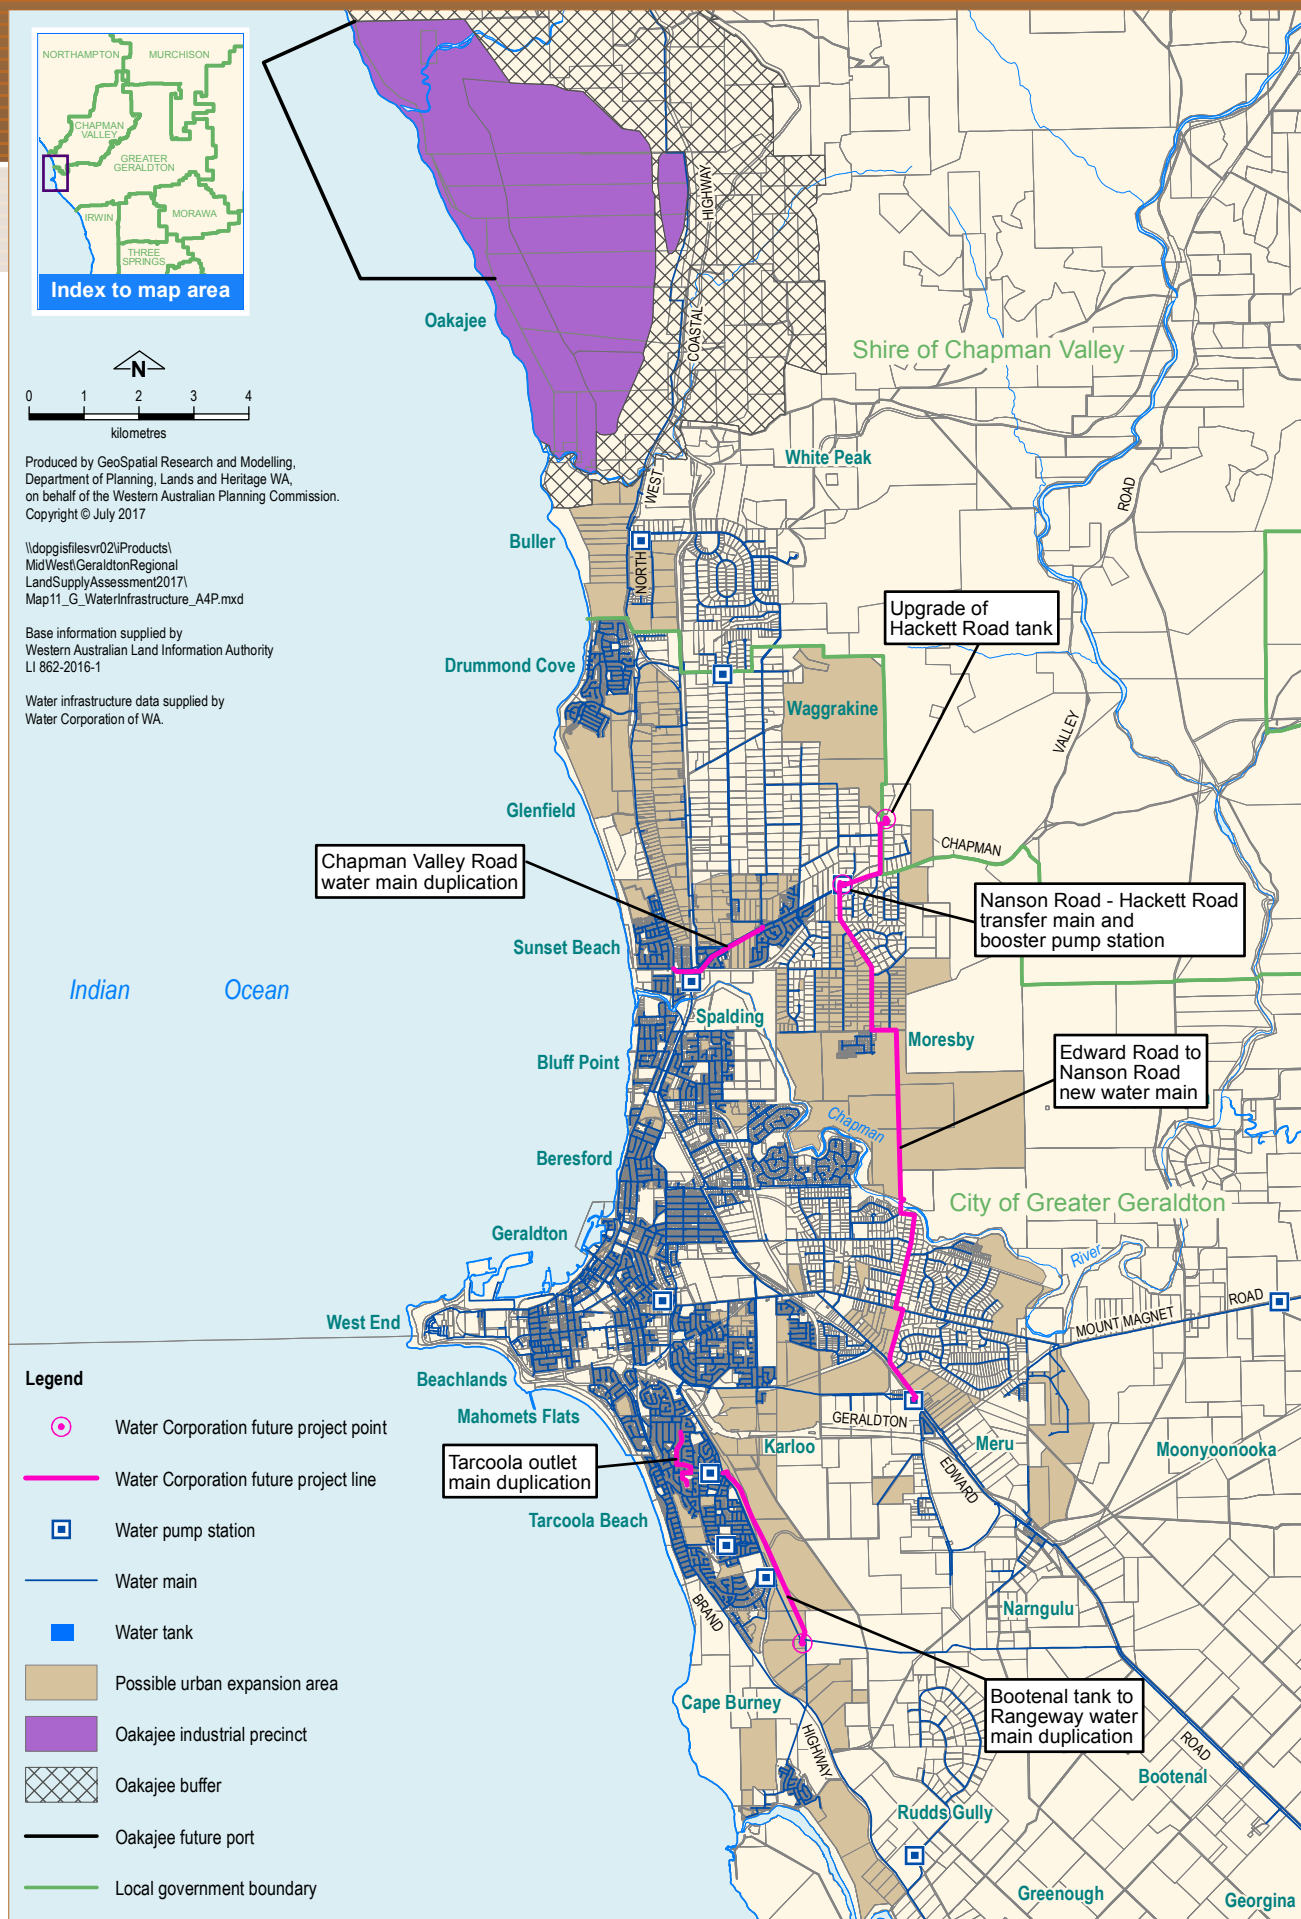 NORTHAMPTON
MURCHISON
CHAPMAN
VALLEY
GREATER
GERALDTON
IRWIN
MORAWA
THREE
SPRINGS
Index to map area
N
0 1 2 3 4
kilometres
Produced by GeoSpatial Research and Modelling,
Department of Planning, Lands and Heritage WA,
on behalf of the Western Australian Planning Commission.
Copyright © July 2017
\\dopgisfilesvr02\iProducts\
MidWest\GeraldtonRegional
LandSupplyAssessment2017\
Map11_G_WaterInfrastructure_A4P.mxd
Base information supplied by
Western Australian Land Information Authority
LI 862-2016-1
Water infrastructure data supplied by
Water Corporation of WA.
Oakajee
HIGHWAY
COASTAL
WEST
NORTH
Shire of Chapman Valley
White Peak
ROAD
Buller
Upgrade of
Hackett Road tank
Drummond Cove
Waggrakine
VALLEY
Glenfield
CHAPMAN
Chapman Valley Road
water main duplication
Nanson Road - Hackett Road
transfer main and
booster pump station
Sunset Beach
Indian Ocean
Spalding
Moresby
Bluff Point
Edward Road to
Nanson Road
new water main
Chapman
Beresford
City of Greater Geraldton
Geraldton
River
West End
MOUNT MAGNET
ROAD
Beachlands
Mahomets Flats
GERALDTON
Karloo
Meru
Moonyoonooka
EDWARD
Tarcoola outlet
main duplication
Tarcoola Beach
BRAND
Narngulu
Cape Burney
Bootenal tank to
Rangeway water
main duplication
HIGHWAY
ROAD
Bootenal
Rudds Gully
Greenough
Georgina
Legend
Water Corporation future project point
Water Corporation future project line
Water pump station
Water main
Water tank
Possible urban expansion area
Oakajee industrial precinct
Oakajee buffer
Oakajee future port
Local government boundary